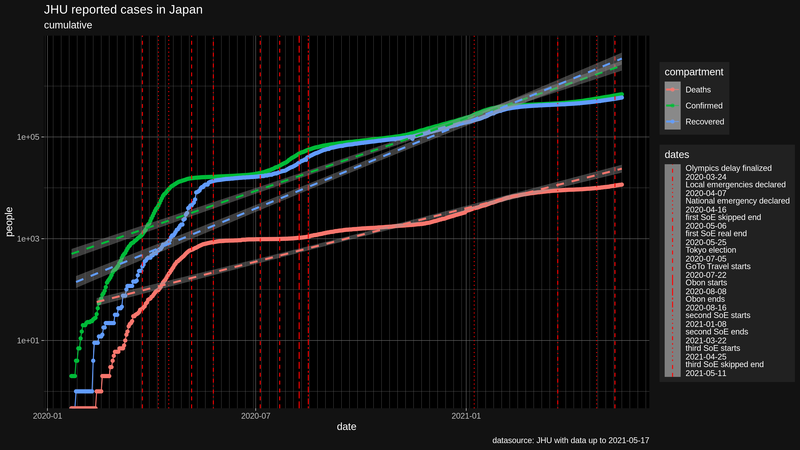 JHU reported cases in Japan
cumulative
people
1e+05
1e+03
1e+01
2020-01
2020-07
2021-01
date
datasource: JHU with data up to 2021-05-17
compartment
Deaths
Confirmed
Recovered
dates
Olympics delay finalized
2020-03-24
Local emergencies declared
2020-04-07
National emergency declared
2020-04-16
first SoE skipped end
2020-05-06
first SoE real end
2020-05-25
Tokyo election
2020-07-05
GoTo Travel starts
2020-07-22
Obon starts
2020-08-08
Obon ends
2020-08-16
second SoE starts
2021-01-08
second SoE ends
2021-03-22
third SoE starts
2021-04-25
third SoE skipped end
2021-05-11